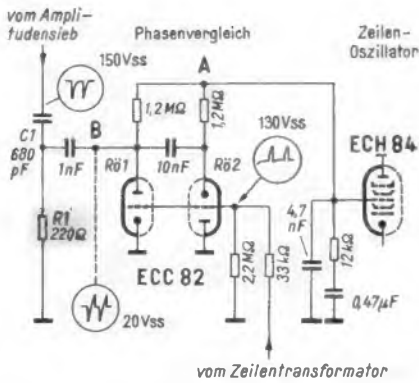 vom Ampli-
tudensieb
Phasenvergleich
Zeilen-
Oszillator
150Vss
A
1,2MΩ
1,2MΩ
130Vss
ECH 84
C1
680
pF
B
1nF
Rö1
10nF
Rö2
R1
220Ω
ECC 82
2,2MΩ
33kΩ
4,7
nF
12kΩ
0,47µF
20Vss
vom Zeilentransformator